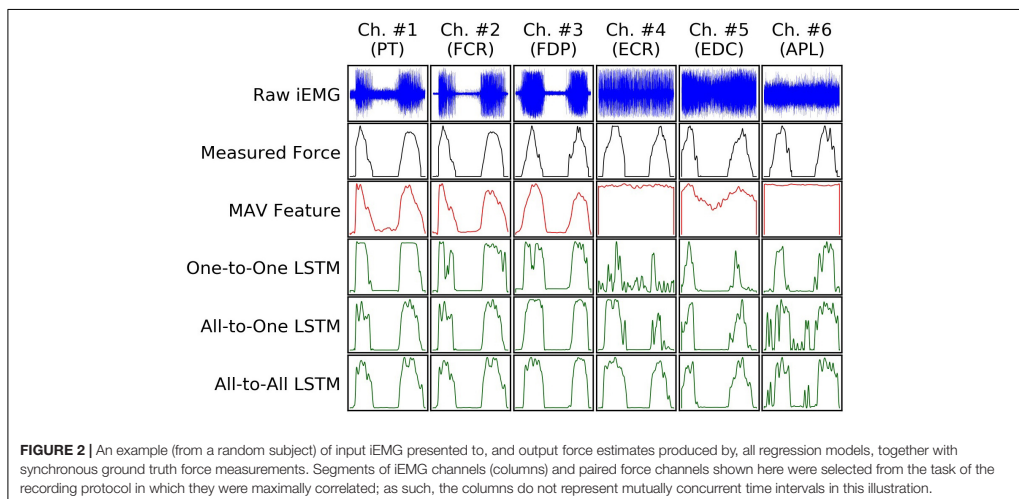 Ch. #1 Ch. #2 Ch. #3 Ch. #4 Ch. #5 Ch. #6
(PT) (FCR) (FDP) (ECR) (EDC) (APL)
Raw iEMG
Measured Force
MAV Feature
One-to-One LSTM
All-to-One LSTM
All-to-All LSTM
FIGURE 2 | An example (from a random subject) of input iEMG presented to, and output force estimates produced by, all regression models, together with
synchronous ground truth force measurements. Segments of iEMG channels (columns) and paired force channels shown here were selected from the task of the
recording protocol in which they were maximally correlated; as such, the columns do not represent mutually concurrent time intervals in this illustration.